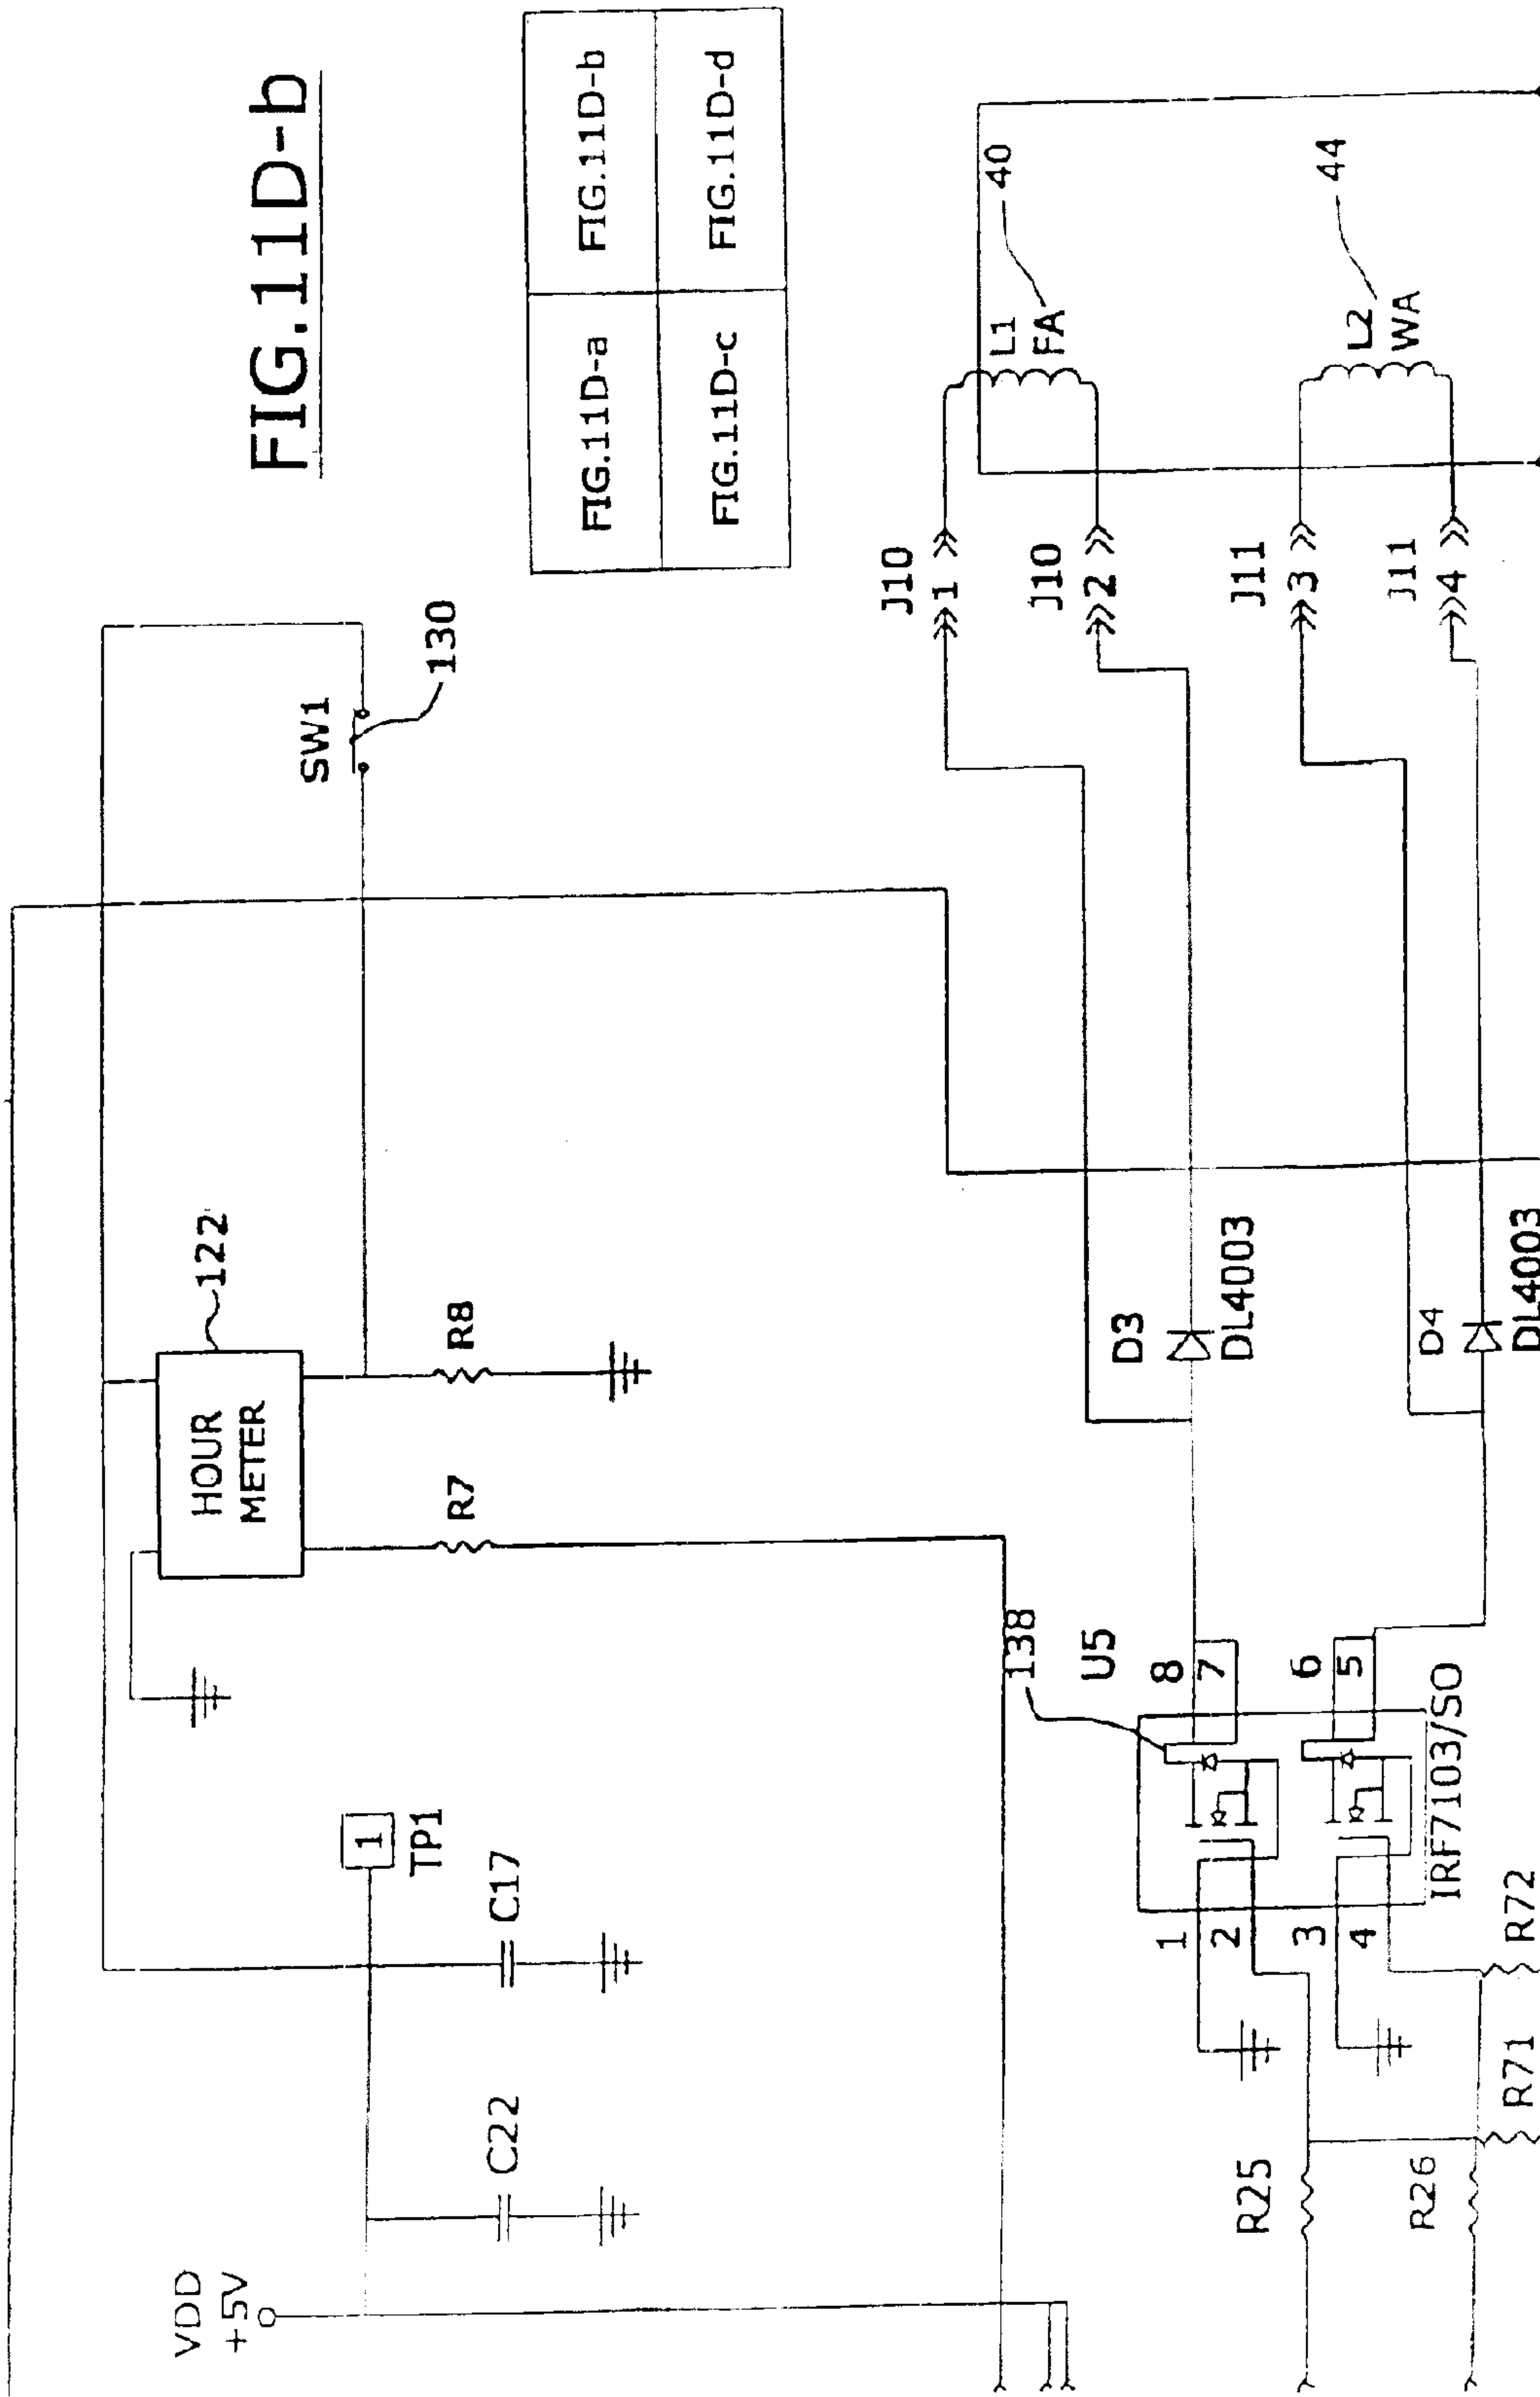 FIG.11D-b
FIG.11D-a
FIG.11D-b
FIG.11D-c
FIG.11D-d
VDD
+5V
C22
C17
1
TP1
HOUR
METER
122
R7
R8
SW1
130
138
U5
1
2
3
4
8
7
6
5
IRF7103/SO
R25
R26
R71
R72
D3
DL4003
D4
DL4003
J10
1
J10
2
J11
3
J11
4
L1
FA
40
L2
WA
44